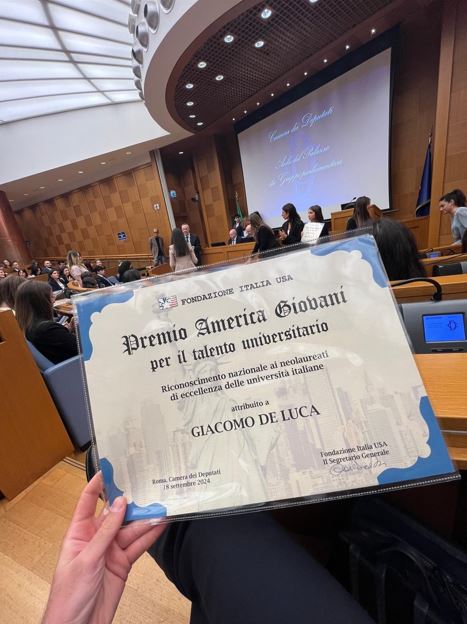 Camera dei Deputati
FONDAZIONE ITALIA USA
Premio America Giovani
per il talento universitario
Riconoscimento nazionale ai neolaureati
di eccellenza delle università italiane
attribuito a
GIACOMO DE LUCA
Roma, Camera dei Deputati
18 settembre 2024
Fondazione Italia USA
Il Segretario Generale